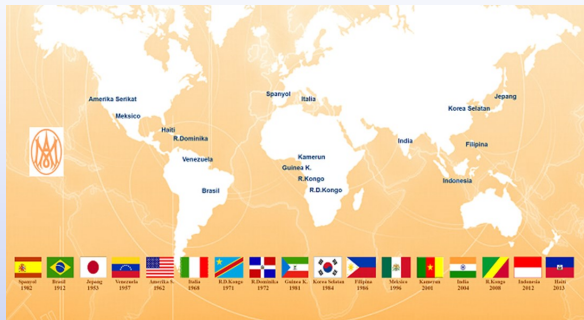 Amerika Serikat
Meksico
Haiti
R.Dominika
Venezuela
Brasil
Spanyol
Italia
Kamerun
Guinea K.
R.Kongo
R.D.Kongo
India
Jepang
Korea Selatan
Filipina
Indonesia
Spanyol Brasil Jepang Venezuela Amerika S. Italia R.D.Kongo R.Dominika Guinea K. Korea Selatan Filipina Meksico Kamerun India R.Kongo Indonesia Haiti
1902 1912 1953 1957 1962 1968 1971 1972 1981 1984 1986 1996 2001 2004 2008 2012 2013